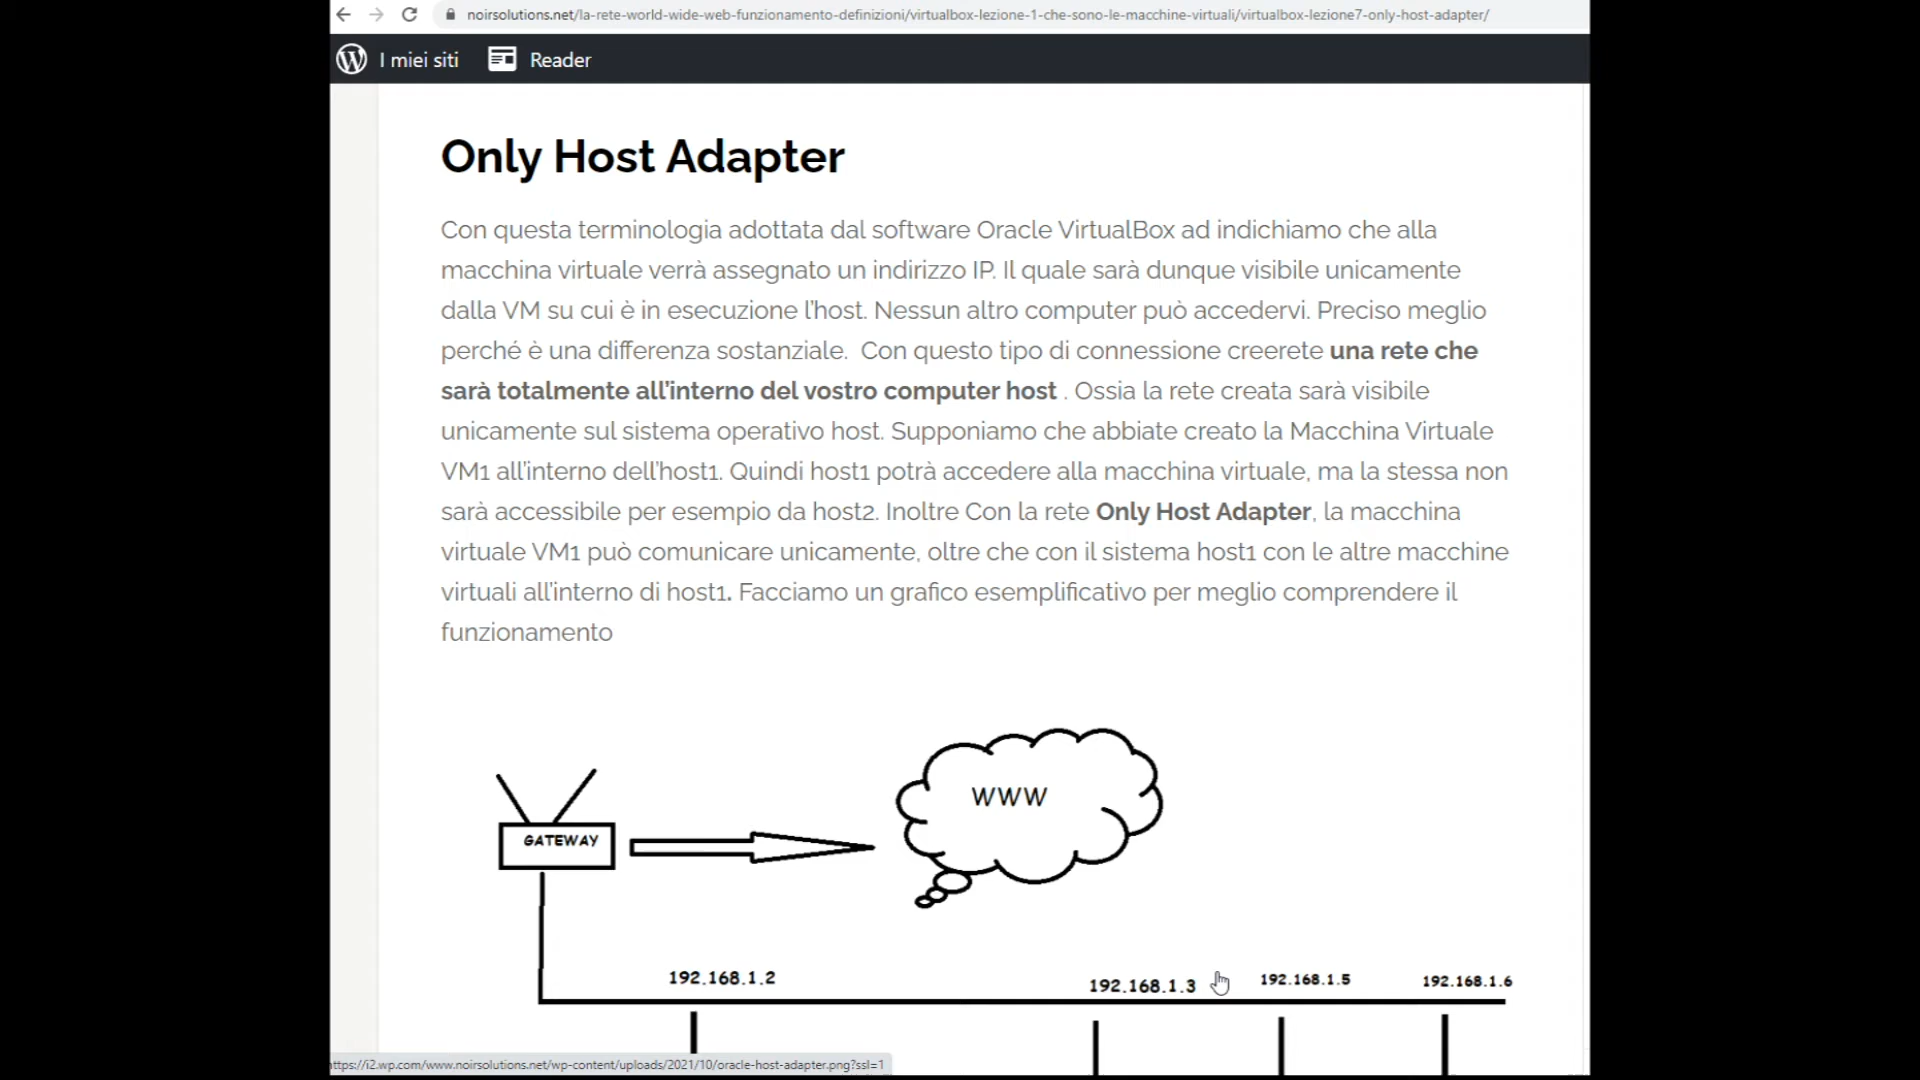 noirsolutions.net/la-rete-world-wide-web-funzionamento-definizioni/virtualbox-lezione-1-che-sono-le-macchine-virtuali/virtualbox-lezione7-only-host-adapter/
I miei siti Reader
Only Host Adapter
Con questa terminologia adottata dal software Oracle VirtualBox ad indichiamo che alla
macchina virtuale verrà assegnato un indirizzo IP. Il quale sarà dunque visibile unicamente
dalla VM su cui è in esecuzione l'host. Nessun altro computer può accedervi. Preciso meglio
perché è una differenza sostanziale.  Con questo tipo di connessione creerete una rete che
sarà totalmente all'interno del vostro computer host . Ossia la rete creata sarà visibile
unicamente sul sistema operativo host. Supponiamo che abbiate creato la Macchina Virtuale
VM1 all'interno dell'host1. Quindi host1 potrà accedere alla macchina virtuale, ma la stessa non
sarà accessibile per esempio da host2. Inoltre Con la rete Only Host Adapter, la macchina
virtuale VM1 può comunicare unicamente, oltre che con il sistema host1 con le altre macchine
virtuali all'interno di host1. Facciamo un grafico esemplificativo per meglio comprendere il
funzionamento
WWW
GATEWAY
192.168.1.2 192.168.1.3 192.168.1.5 192.168.1.6
ttps://i2.wp.com/www.noirsolutions.net/wp-content/uploads/2021/10/oracle-host-adapter.png?ssl=1